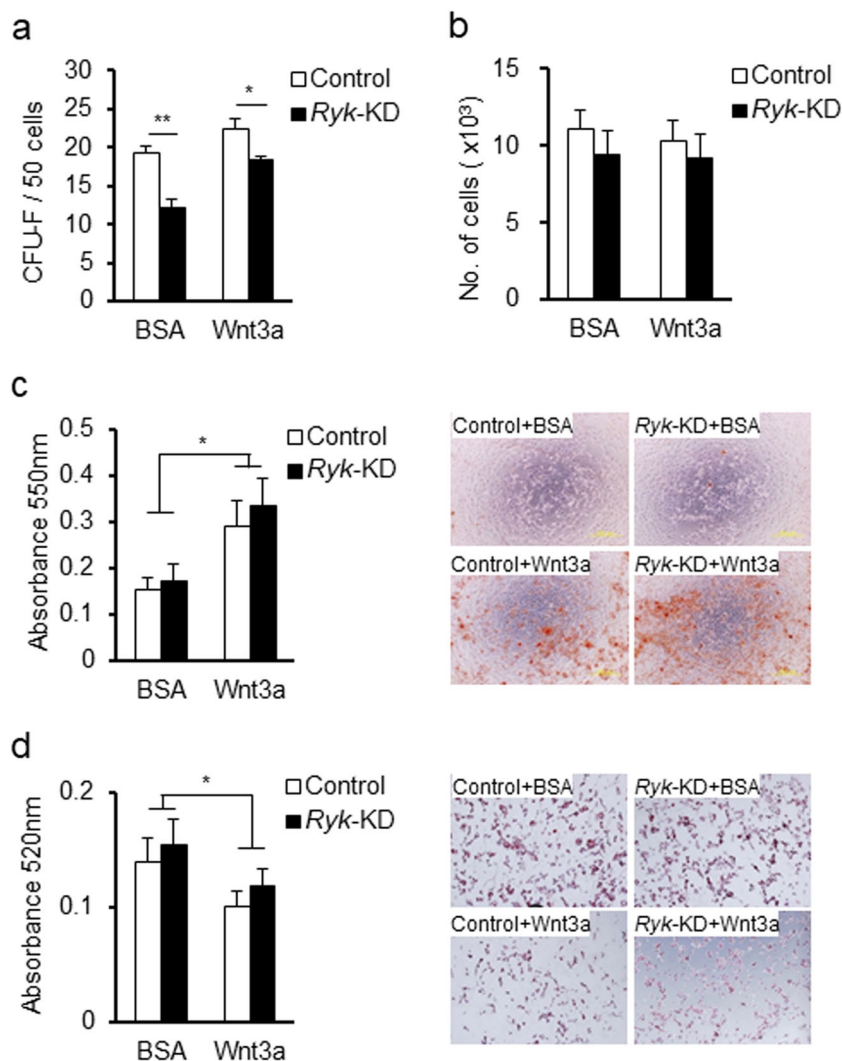 a
CFU-F / 50 cells
30
25
20
15
10
5
0
** *
Control
Ryk-KD
BSA Wnt3a
b
No. of cells ( x10³)
15
10
5
0
Control
Ryk-KD
BSA Wnt3a
c
Absorbance 550nm
0.5
0.4
0.3
0.2
0.1
0
*
Control
Ryk-KD
BSA Wnt3a
Control+BSA Ryk-KD+BSA
Control+Wnt3a Ryk-KD+Wnt3a
d
Absorbance 520nm
0.2
0.1
0
*
Control
Ryk-KD
BSA Wnt3a
Control+BSA Ryk-KD+BSA
Control+Wnt3a Ryk-KD+Wnt3a